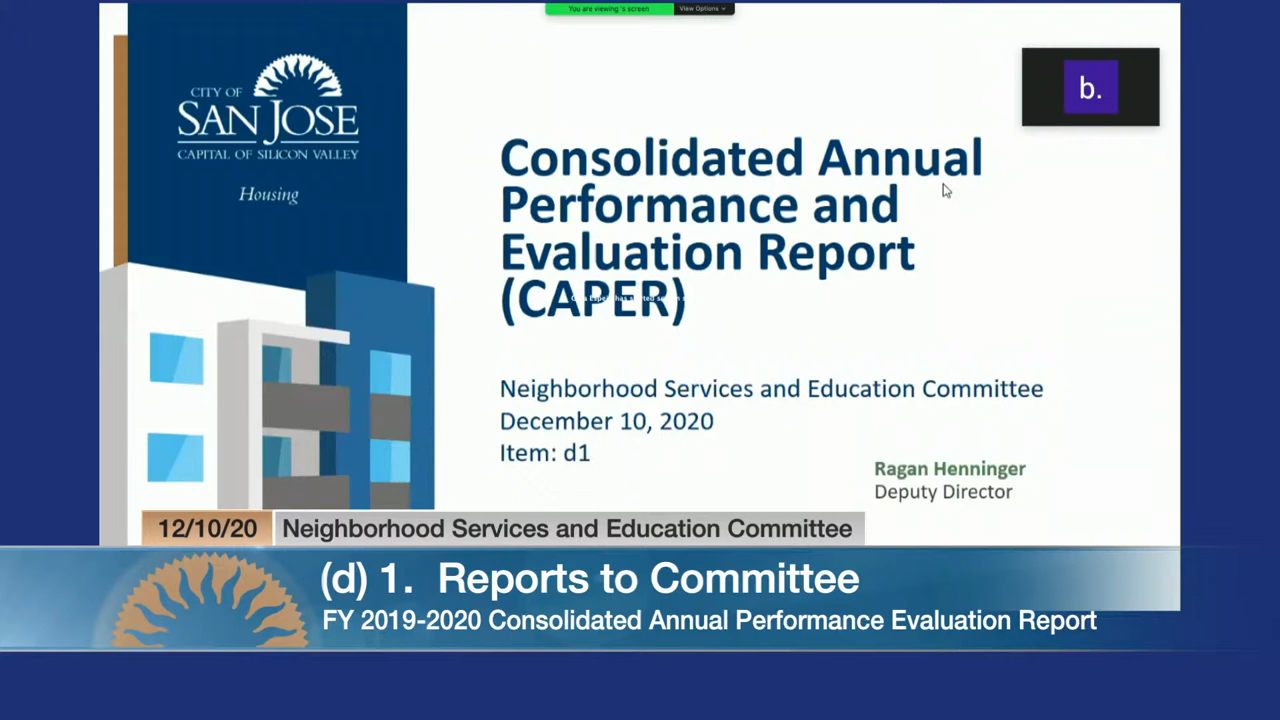 You are viewing 's screen View Options
CITY OF
SAN JOSE
CAPITAL OF SILICON VALLEY
Housing
b.
Consolidated Annual
Performance and
Evaluation Report
(CAPER)
Neighborhood Services and Education Committee
December 10, 2020
Item: d1
Ragan Henninger
Deputy Director
12/10/20 Neighborhood Services and Education Committee
(d) 1. Reports to Committee
FY 2019-2020 Consolidated Annual Performance Evaluation Report